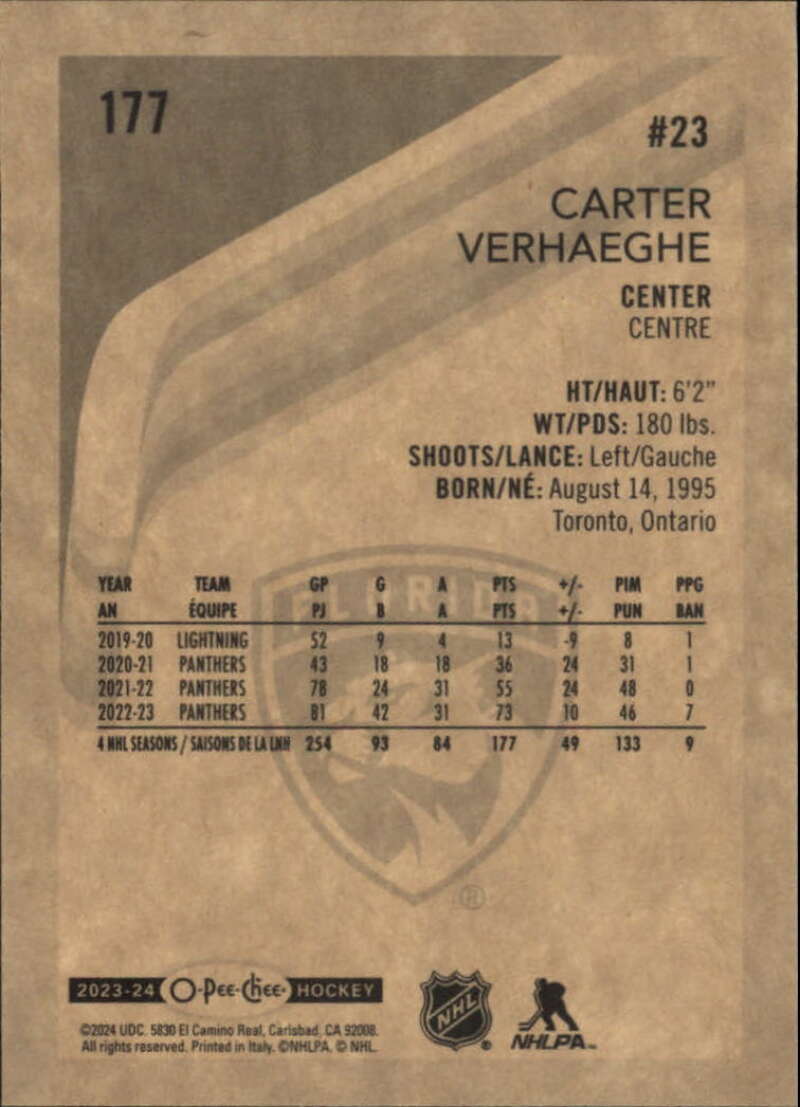 177
#23
CARTER
VERHAEGHE
CENTER
CENTRE
HT/HAUT: 6'2"
WT/PDS: 180 lbs.
SHOOTS/LANCE: Left/Gauche
BORN/NÉ: August 14, 1995
Toronto, Ontario
FLORIDA
YEAR TEAM GP G A PTS +/- PIM PPG
AN ÉQUIPE PJ B A PTS +/- PUN BAN
2019-20 LIGHTNING 52 9 4 13 -9 8 1
2020-21 PANTHERS 43 18 18 36 24 31 1
2021-22 PANTHERS 78 24 31 55 24 48 0
2022-23 PANTHERS 81 42 31 73 10 46 7
4 NHL SEASONS / SAISONS DE LA LNH 254 93 84 177 49 133 9
®
2023-24 O-Pee-Chee HOCKEY
©2024 UDC. 5830 El Camino Real, Carlsbad, CA 92008.
All rights reserved. Printed in Italy. ©NHLPA. © NHL.
NHL ®
NHLPA